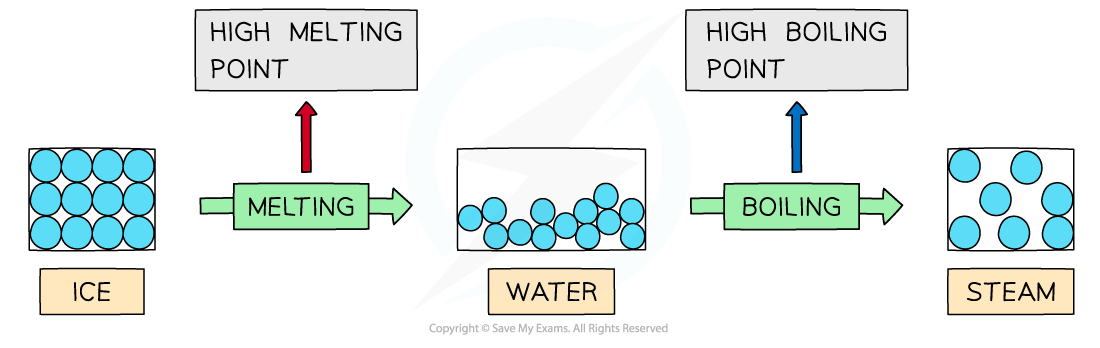 HIGH MELTING
POINT
HIGH BOILING
POINT
MELTING
BOILING
ICE
WATER
STEAM
Copyright © Save My Exams. All Rights Reserved